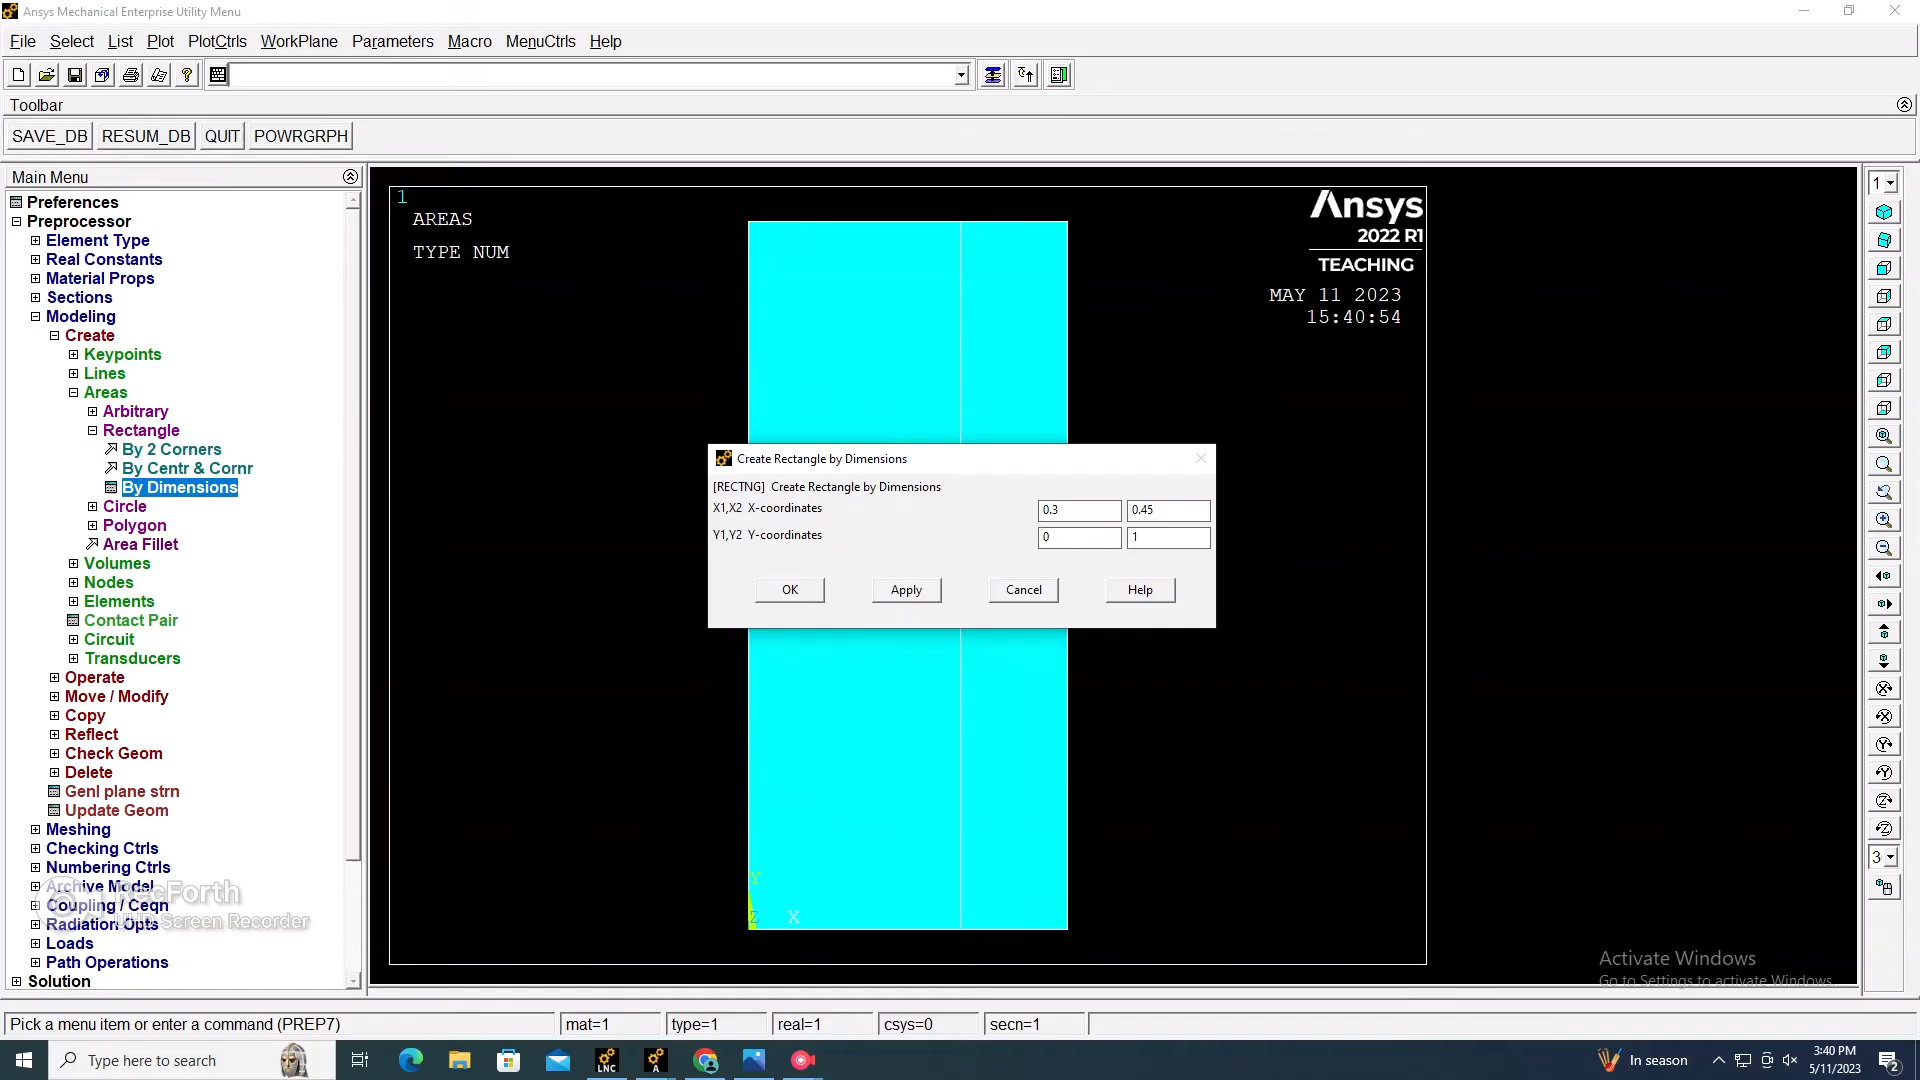 Ansys Mechanical Enterprise Utility Menu
File Select List Plot PlotCtrls WorkPlane Parameters Macro MenuCtrls Help
Toolbar
SAVE_DB RESUM_DB QUIT POWRGRPH
Main Menu
Preferences
Preprocessor
Element Type
Real Constants
Material Props
Sections
Modeling
Create
Keypoints
Lines
Areas
Arbitrary
Rectangle
By 2 Corners
By Centr & Cornr
By Dimensions
Circle
Polygon
Area Fillet
Volumes
Nodes
Elements
Contact Pair
Circuit
Transducers
Operate
Move / Modify
Copy
Reflect
Check Geom
Delete
Genl plane strn
Update Geom
Meshing
Checking Ctrls
Numbering Ctrls
Archive Model
Coupling / Ceqn
Radiation Opts
Loads
Path Operations
Solution
RecForth
UHD Screen Recorder
1
AREAS
TYPE NUM
Ansys
2022 R1
TEACHING
MAY 11 2023
15:40:54
Create Rectangle by Dimensions
[RECTNG] Create Rectangle by Dimensions
X1,X2 X-coordinates 0.3 0.45
Y1,Y2 Y-coordinates 0 1
OK Apply Cancel Help
Y
Z X
1
3
Activate Windows
Go to Settings to activate Windows.
Pick a menu item or enter a command (PREP7) mat=1 type=1 real=1 csys=0 secn=1
Type here to search
LNC
A
In season
3:40 PM
5/11/2023
2